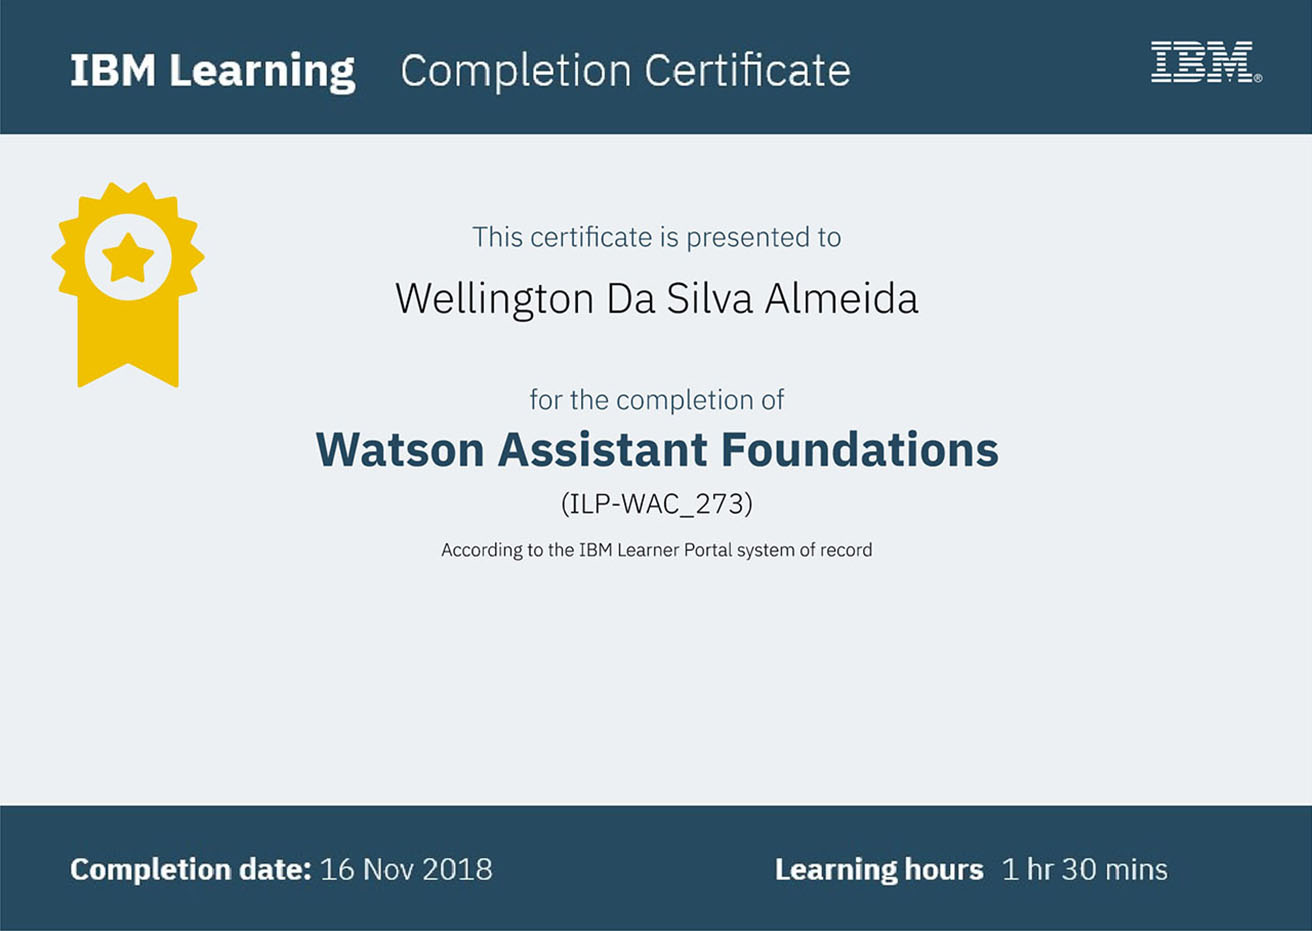 IBM Learning Completion Certificate
IBM®
This certificate is presented to
Wellington Da Silva Almeida
for the completion of
Watson Assistant Foundations
(ILP-WAC_273)
According to the IBM Learner Portal system of record
Completion date: 16 Nov 2018
Learning hours 1 hr 30 mins